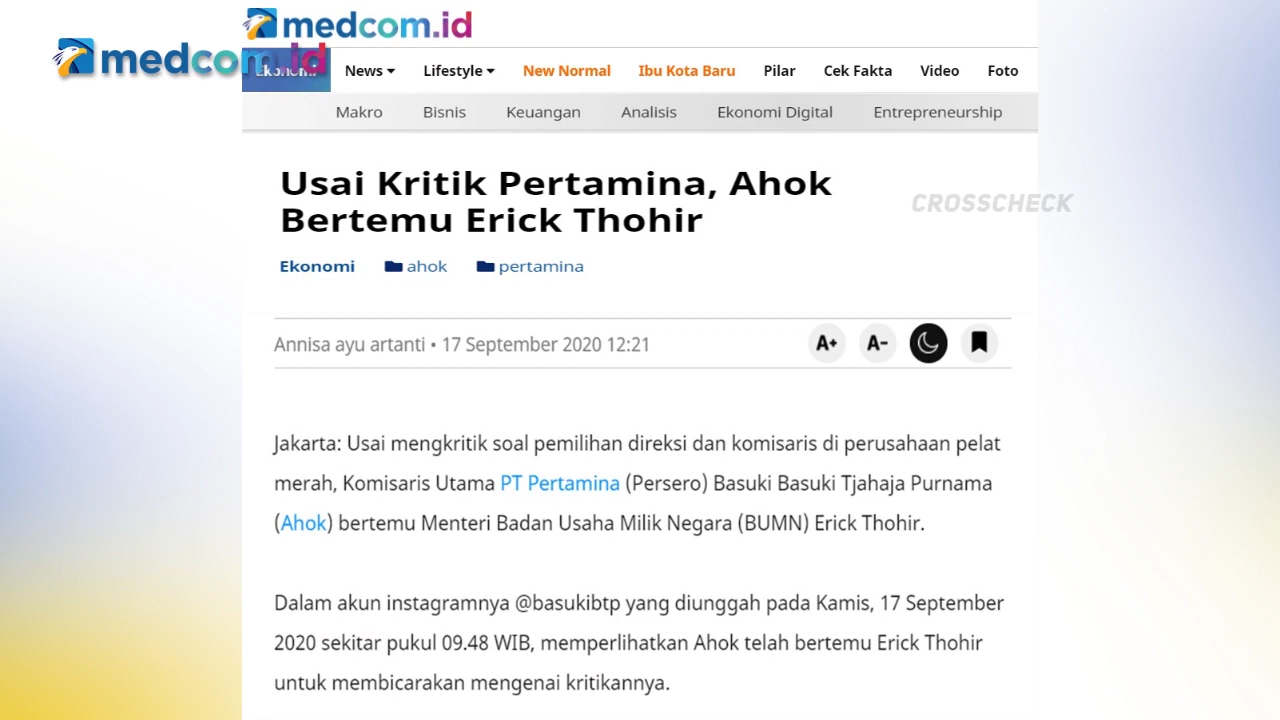 medcom.id
medcom.id
Ekonomi News Lifestyle New Normal Ibu Kota Baru Pilar Cek Fakta Video Foto
Makro Bisnis Keuangan Analisis Ekonomi Digital Entrepreneurship
Usai Kritik Pertamina, Ahok
Bertemu Erick Thohir
CROSSCHECK
Ekonomi ahok pertamina
Annisa ayu artanti • 17 September 2020 12:21 A+ A-
Jakarta: Usai mengkritik soal pemilihan direksi dan komisaris di perusahaan pelat
merah, Komisaris Utama PT Pertamina (Persero) Basuki Basuki Tjahaja Purnama
(Ahok) bertemu Menteri Badan Usaha Milik Negara (BUMN) Erick Thohir.
Dalam akun instagramnya @basukibtp yang diunggah pada Kamis, 17 September
2020 sekitar pukul 09.48 WIB, memperlihatkan Ahok telah bertemu Erick Thohir
untuk membicarakan mengenai kritikannya.